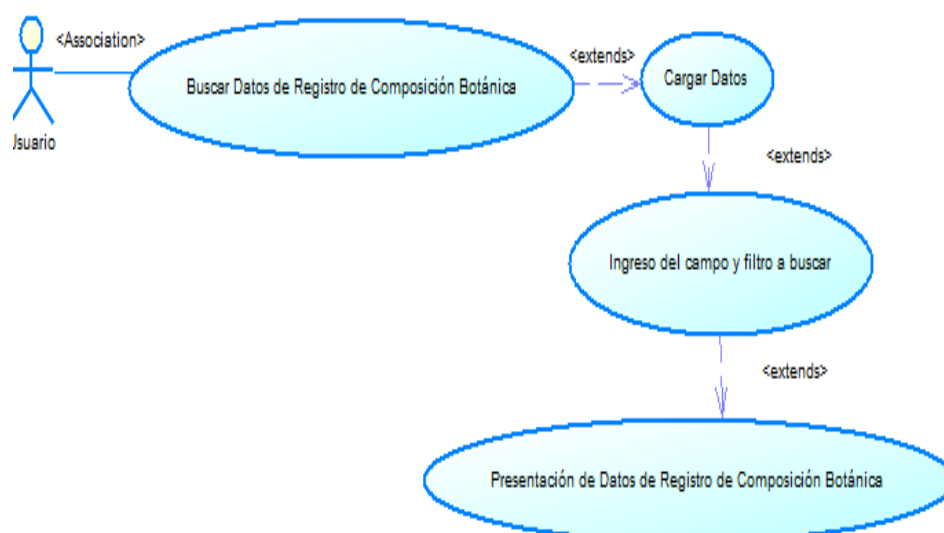 <Association>
Buscar Datos de Registro de Composición Botánica
<extends>
Cargar Datos
Usuario
<extends>
Ingreso del campo y filtro a buscar
<extends>
Presentación de Datos de Registro de Composición Botánica